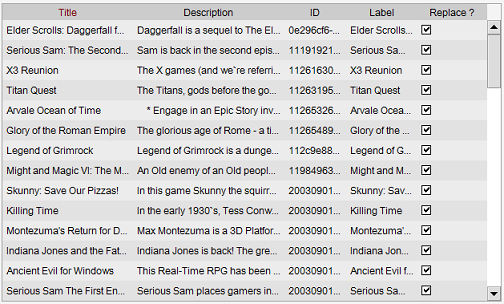 Title Description ID Label Replace ?
Elder Scrolls: Daggerfall f... Daggerfall is a sequel to The El... 0e296cf6-... Elder Scrolls...
Serious Sam: The Second... Sam is back in the second epis... 11191921... Serious Sa...
X3 Reunion The X games (and we`re referri... 11261630... X3 Reunion
Titan Quest The Titans, gods before the go... 11263195... Titan Quest
Arvale Ocean of Time * Engage in an Epic Story inv... 11265326... Arvale Ocea...
Glory of the Roman Empire The glorious age of Rome - a ti... 11265489... Glory of the ...
Legend of Grimrock Legend of Grimrock is a dunge... 112c9e88... Legend of G...
Might and Magic VI: The M... An Old enemy of an Old peopl... 11984963... Might and M...
Skunny: Save Our Pizzas! In this game Skunny the squirr... 20030901... Skunny: Sav...
Killing Time In the early 1930`s, Tess Conw... 20030901... Killing Time
Montezuma's Return for D... Max Montezuma is a 3D Platfor... 20030901... Montezuma'...
Indiana Jones and the Fat... Indiana Jones is back! The gre... 20030901... Indiana Jon...
Ancient Evil for Windows This Real-Time RPG has been ... 20030901... Ancient Evil f...
Serious Sam The First En... Serious Sam places gamers in... 20030901... Serious Sa...